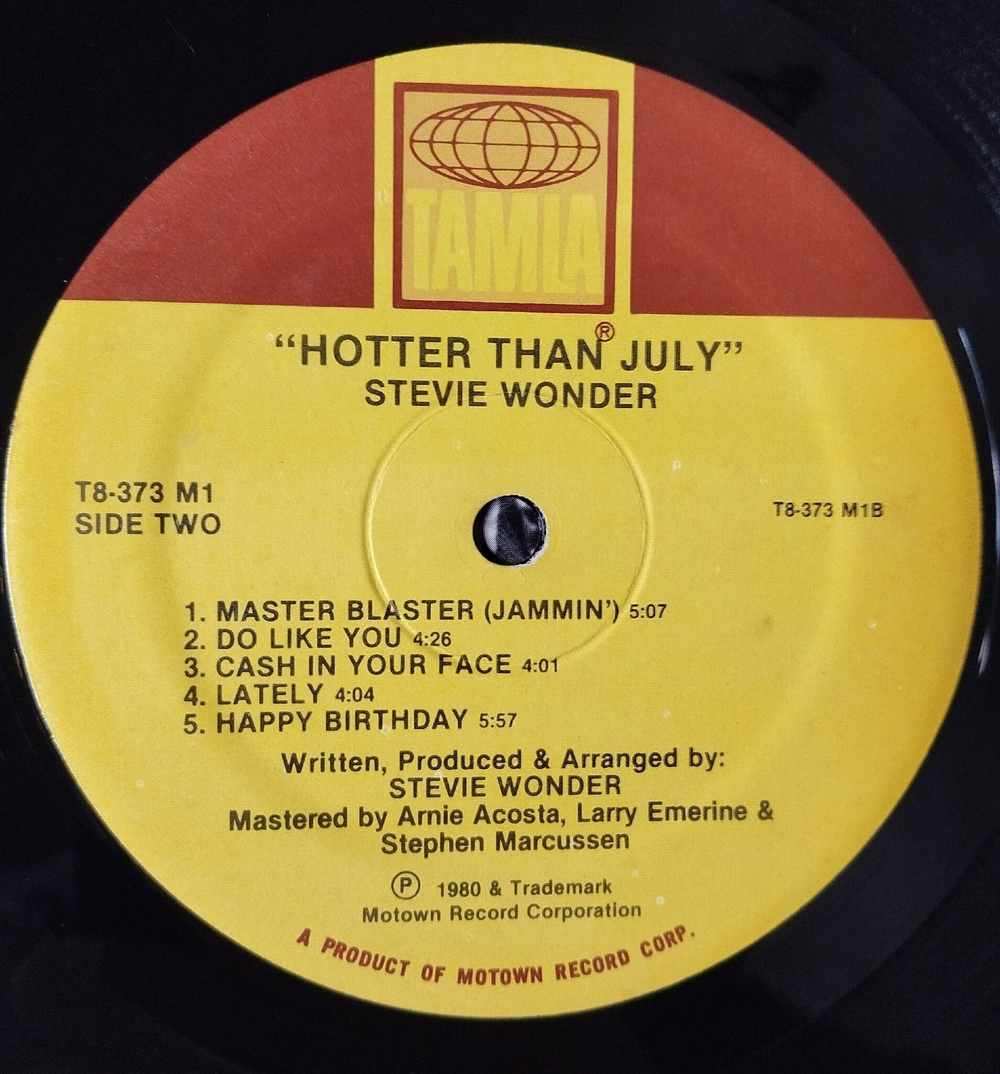 TAMLA
®
“HOTTER THAN JULY”
STEVIE WONDER
T8-373 M1
SIDE TWO
T8-373 M1B
1. MASTER BLASTER (JAMMIN’) 5:07
2. DO LIKE YOU 4:26
3. CASH IN YOUR FACE 4:01
4. LATELY 4:04
5. HAPPY BIRTHDAY 5:57
Written, Produced & Arranged by:
STEVIE WONDER
Mastered by Arnie Acosta, Larry Emerine &
Stephen Marcussen
Ⓟ 1980 & Trademark
Motown Record Corporation
A PRODUCT OF MOTOWN RECORD CORP.